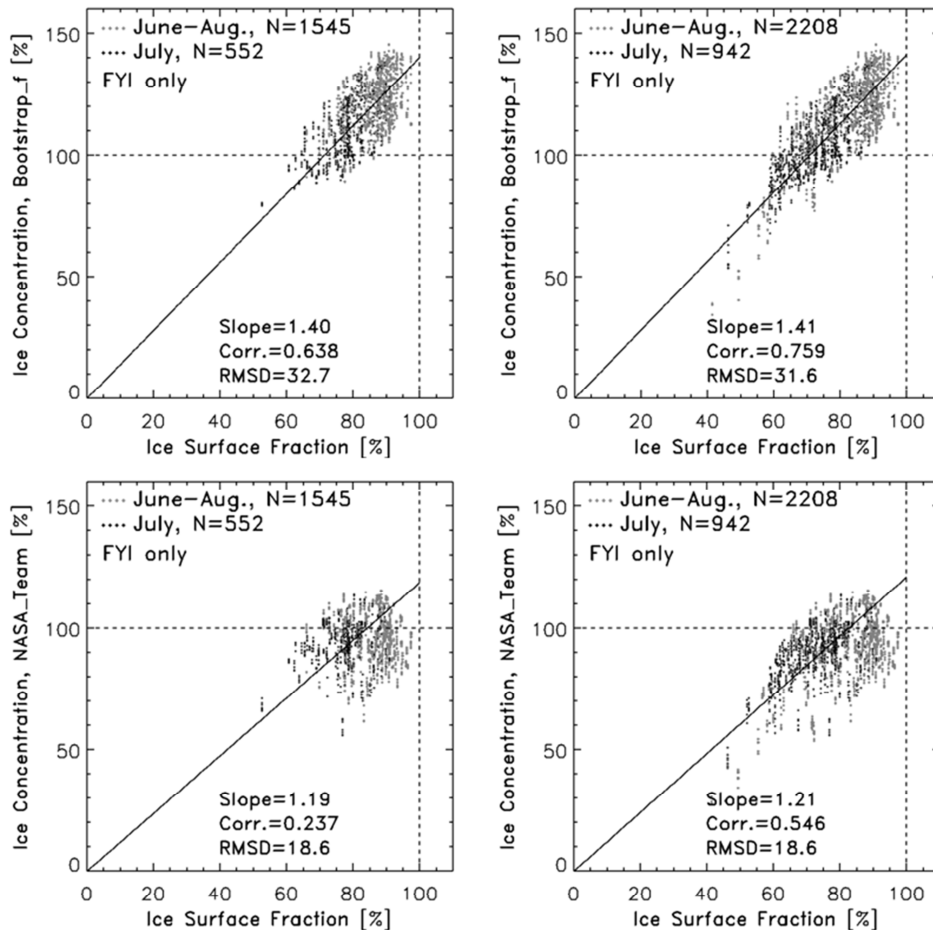 June-Aug., N=1545
July, N=552
FYI only
Ice Concentration, Bootstrap_f [%]
150
100
50
0
Slope=1.40
Corr.=0.638
RMSD=32.7
0 20 40 60 80 100
Ice Surface Fraction [%]
June-Aug., N=2208
July, N=942
FYI only
Ice Concentration, Bootstrap_f [%]
150
100
50
0
Slope=1.41
Corr.=0.759
RMSD=31.6
0 20 40 60 80 100
Ice Surface Fraction [%]
June-Aug., N=1545
July, N=552
FYI only
Ice Concentration, NASA_Team [%]
150
100
50
0
Slope=1.19
Corr.=0.237
RMSD=18.6
0 20 40 60 80 100
Ice Surface Fraction [%]
June-Aug., N=2208
July, N=942
FYI only
Ice Concentration, NASA_Team [%]
150
100
50
0
Slope=1.21
Corr.=0.546
RMSD=18.6
0 20 40 60 80 100
Ice Surface Fraction [%]